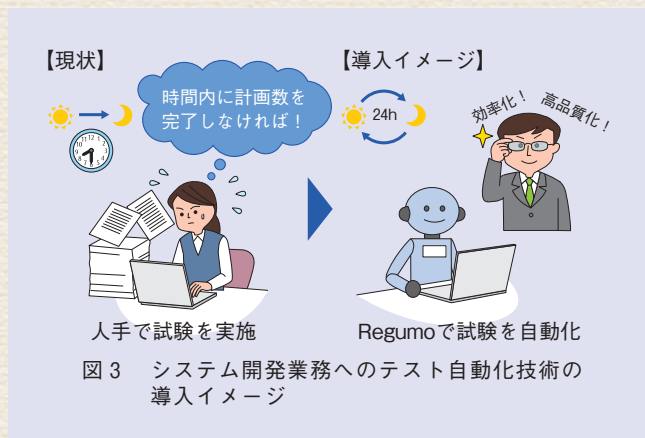 【現状】
時間内に計画数を
完了しなければ！
人手で試験を実施
【導入イメージ】
24h
効率化！
高品質化！
Regumoで試験を自動化
図3　システム開発業務へのテスト自動化技術の
導入イメージ